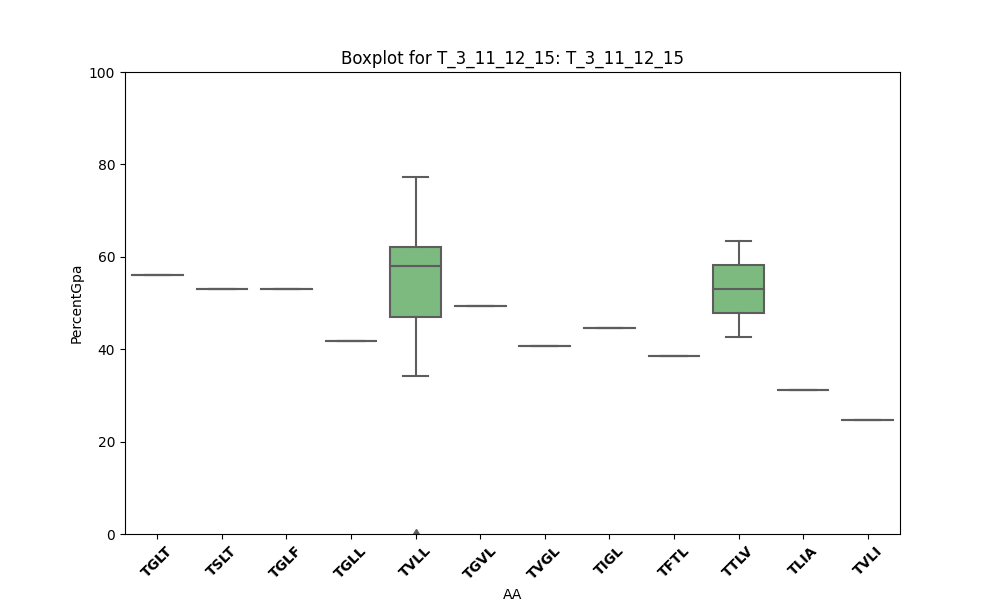 Boxplot for T_3_11_12_15: T_3_11_12_15
PercentGpa
100
80
60
40
20
0
TGLT TSLT TGLF TGLL TVLL TGVL TVGL TIGL TFTL TTLV TLIA TVLI
AA